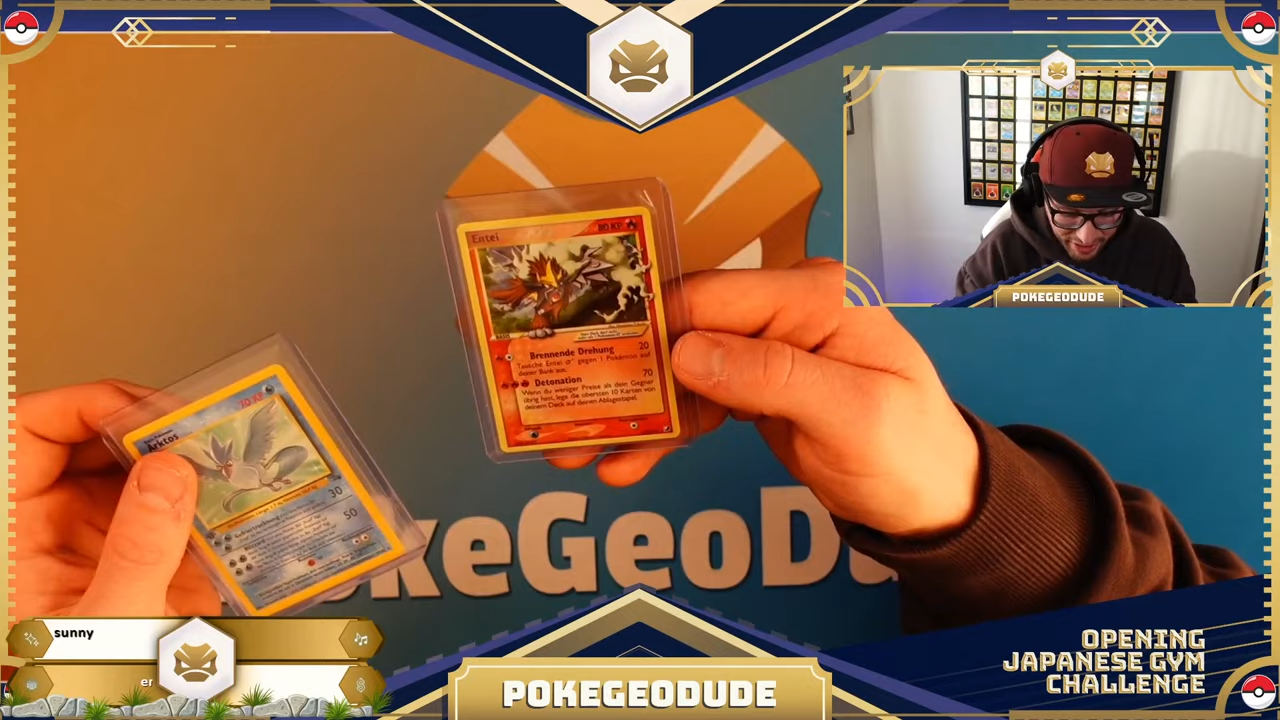 Entei
80 KP
Brennende Drehung 20
Tausche Entei
gegen 1 Pokémon auf
deiner Bank aus.
Detonation 70
Wenn du weniger Preise als dein Gegner
übrig hast, lege die obersten 10 Karten von
deinem Deck auf deinen Ablagestapel.
Arktos
70 KP
30
50
PokeGeoDu
POKEGEODUDE
sunny
er
POKEGEODUDE
OPENING
JAPANESE GYM
CHALLENGE